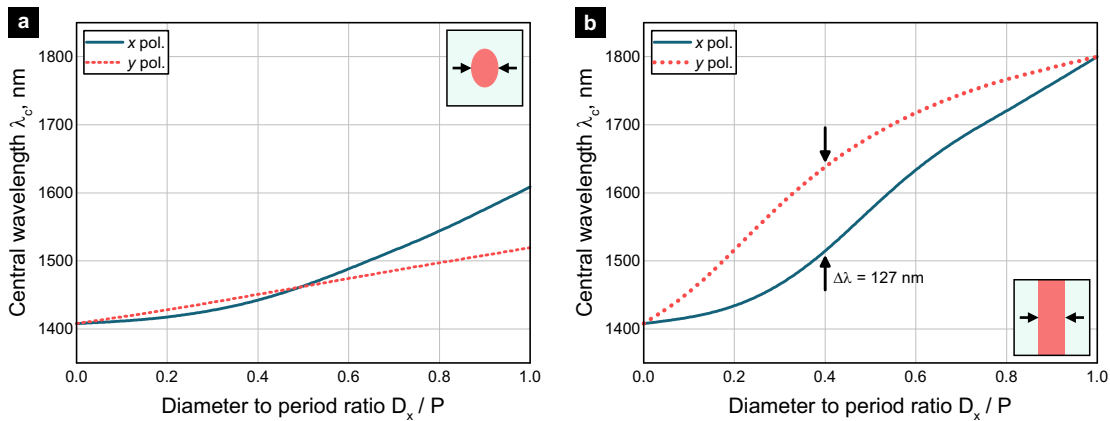 a
x pol.
y pol.
Central wavelength λc, nm
1800
1700
1600
1500
1400
0.0 0.2 0.4 0.6 0.8 1.0
Diameter to period ratio Dx / P
b
x pol.
y pol.
Central wavelength λc, nm
1800
1700
1600
1500
1400
Δλ = 127 nm
0.0 0.2 0.4 0.6 0.8 1.0
Diameter to period ratio Dx / P